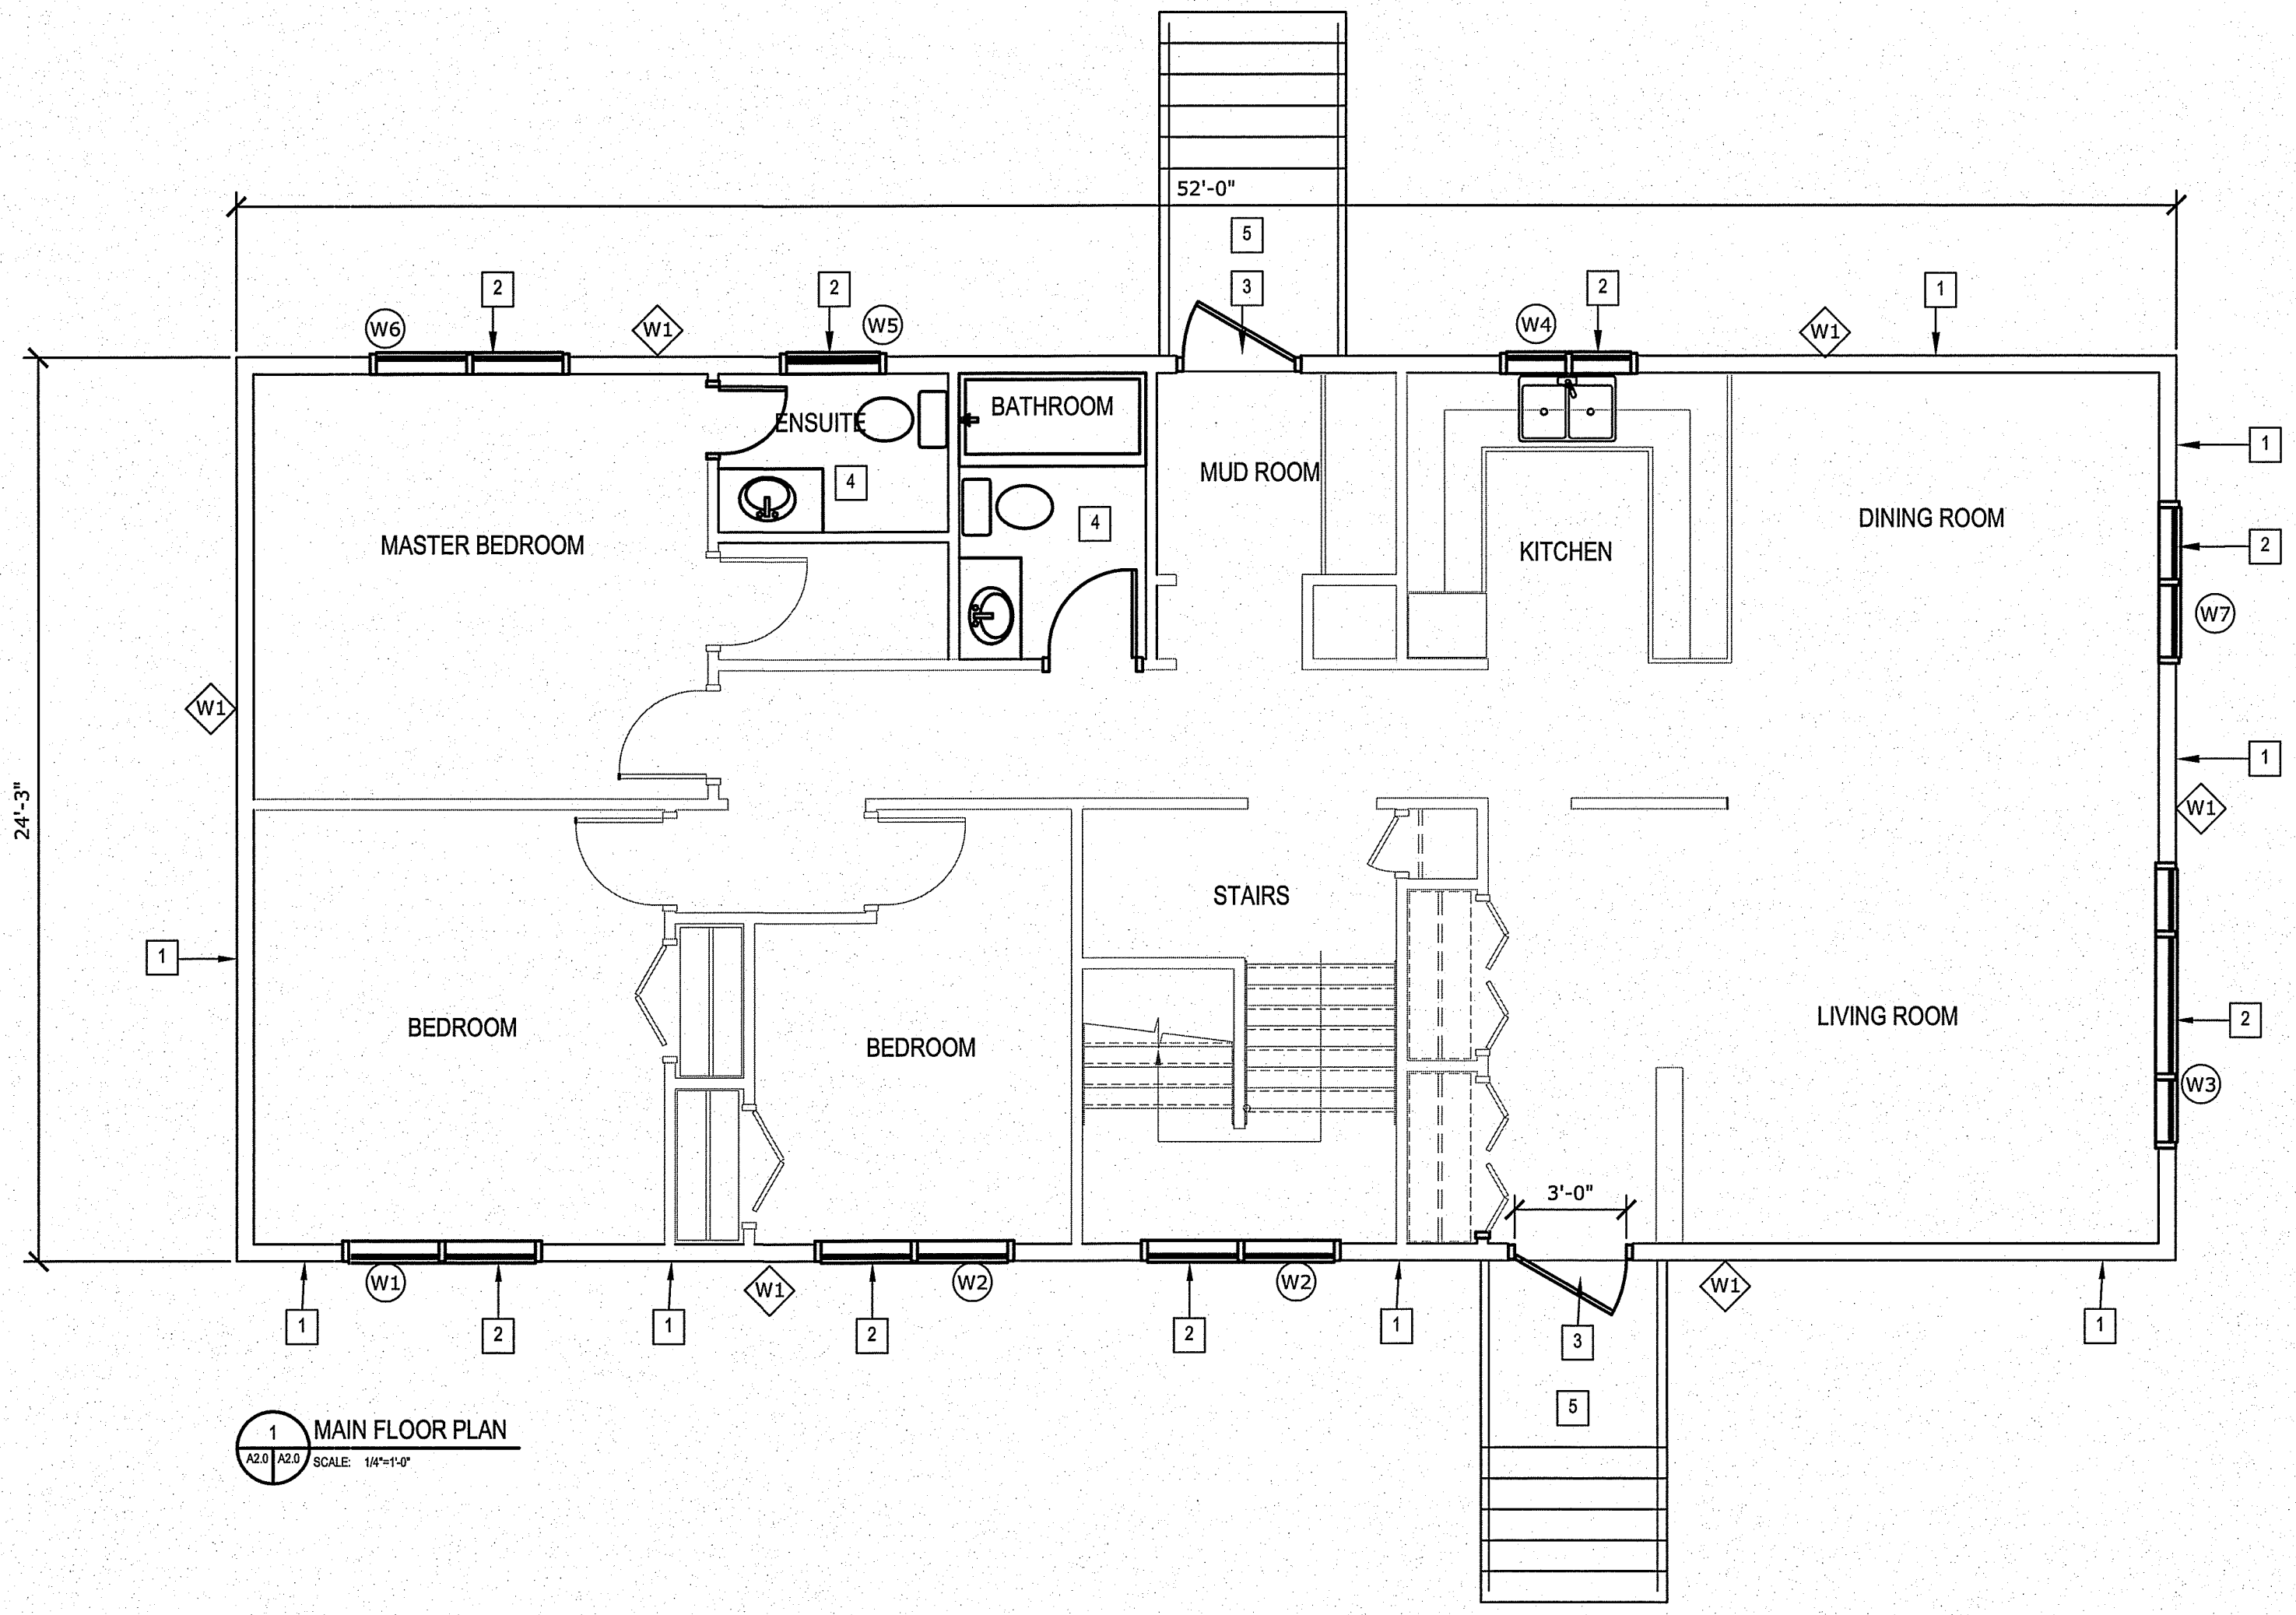 52'-0"
5
3
2
2
2
1
W6
W1
W5
W4
W1
BATHROOM
ENSUITE
1
MUD ROOM
4
DINING ROOM
4
MASTER BEDROOM
KITCHEN
2
W7
W1
1
W1
24'-3"
STAIRS
1
LIVING ROOM
2
BEDROOM
BEDROOM
W3
3'-0"
W1
W1
W2
W2
W1
1
2
1
2
2
1
3
1
5
1
MAIN FLOOR PLAN
A2.0
A2.0
SCALE: 1/4"=1'-0"